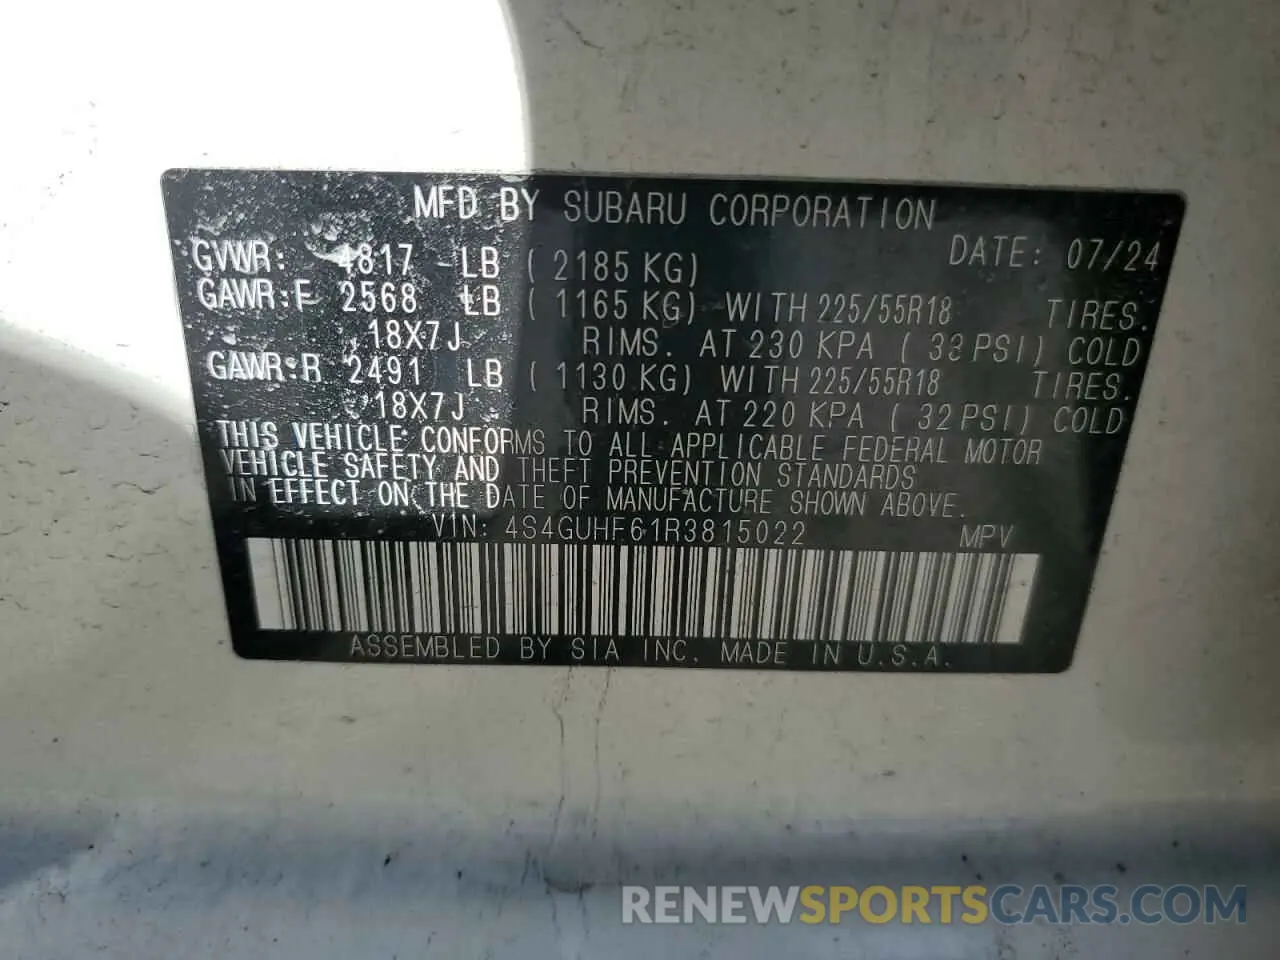 MFD BY SUBARU CORPORATION
DATE: 07/24
GVWR: 4817 LB ( 2185 KG)
GAWR:F 2568 LB ( 1165 KG) WITH 225/55R18 TIRES.
18X7J RIMS. AT 230 KPA ( 33 PSI) COLD
GAWR:R 2491 LB ( 1130 KG) WITH 225/55R18 TIRES.
18X7J RIMS. AT 220 KPA ( 32 PSI) COLD
THIS VEHICLE CONFORMS TO ALL APPLICABLE FEDERAL MOTOR
VEHICLE SAFETY AND THEFT PREVENTION STANDARDS
IN EFFECT ON THE DATE OF MANUFACTURE SHOWN ABOVE.
VIN: 4S4GUHF61R3815022 MPV
ASSEMBLED BY SIA INC. MADE IN U.S.A.
RENEWSPORTSCARS.COM